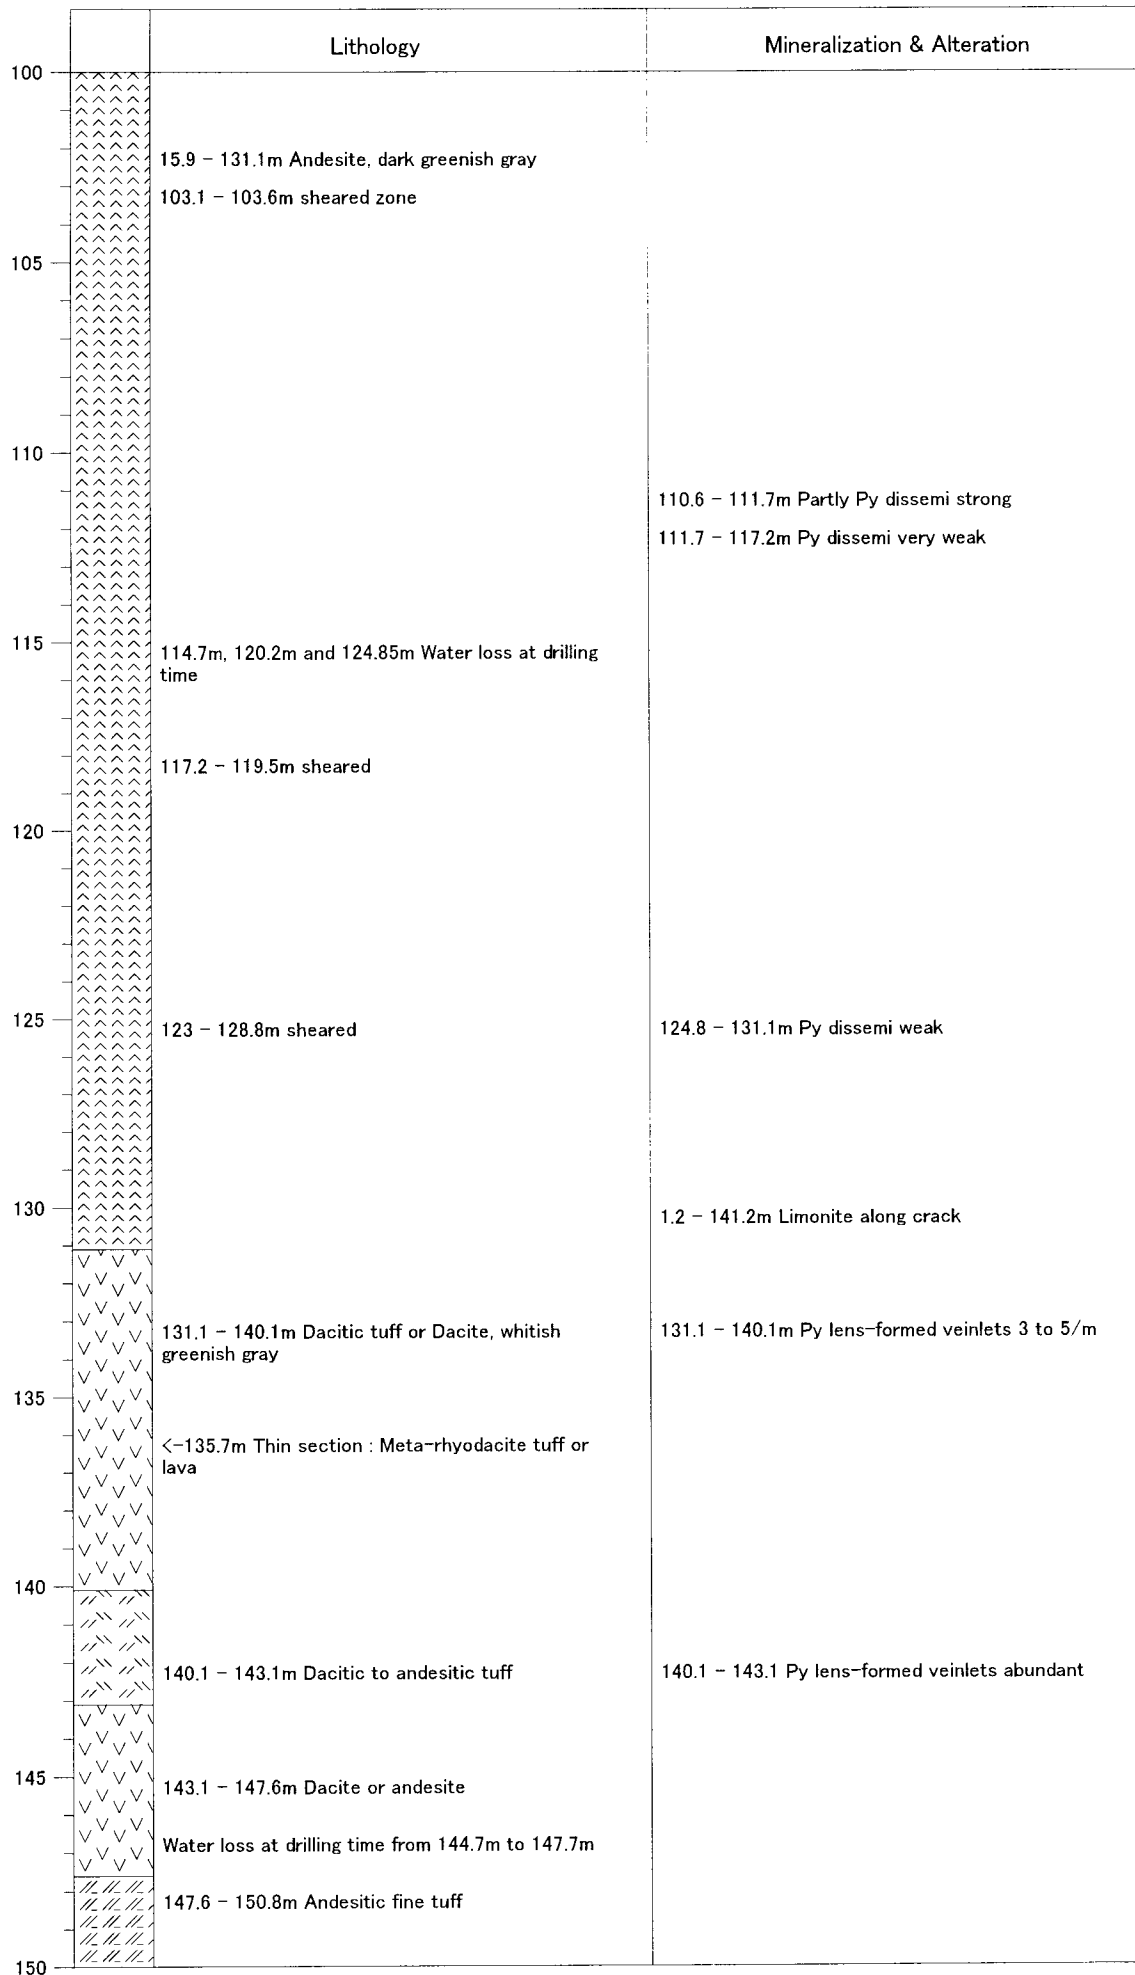 Lithology
Mineralization & Alteration
100
15.9 - 131.1m Andesite, dark greenish gray
103.1 - 103.6m sheared zone
105
110
110.6 - 111.7m Partly Py dissemi strong
111.7 - 117.2m Py dissemi very weak
115
114.7m, 120.2m and 124.85m Water loss at drilling
time
117.2 - 119.5m sheared
120
125
123 - 128.8m sheared
124.8 - 131.1m Py dissemi weak
130
1.2 - 141.2m Limonite along crack
131.1 - 140.1m Dacitic tuff or Dacite, whitish
greenish gray
131.1 - 140.1m Py lens-formed veinlets 3 to 5/m
135
<-135.7m Thin section : Meta-rhyodacite tuff or
lava
140
140.1 - 143.1m Dacitic to andesitic tuff
140.1 - 143.1 Py lens-formed veinlets abundant
145
143.1 - 147.6m Dacite or andesite
Water loss at drilling time from 144.7m to 147.7m
147.6 - 150.8m Andesitic fine tuff
150